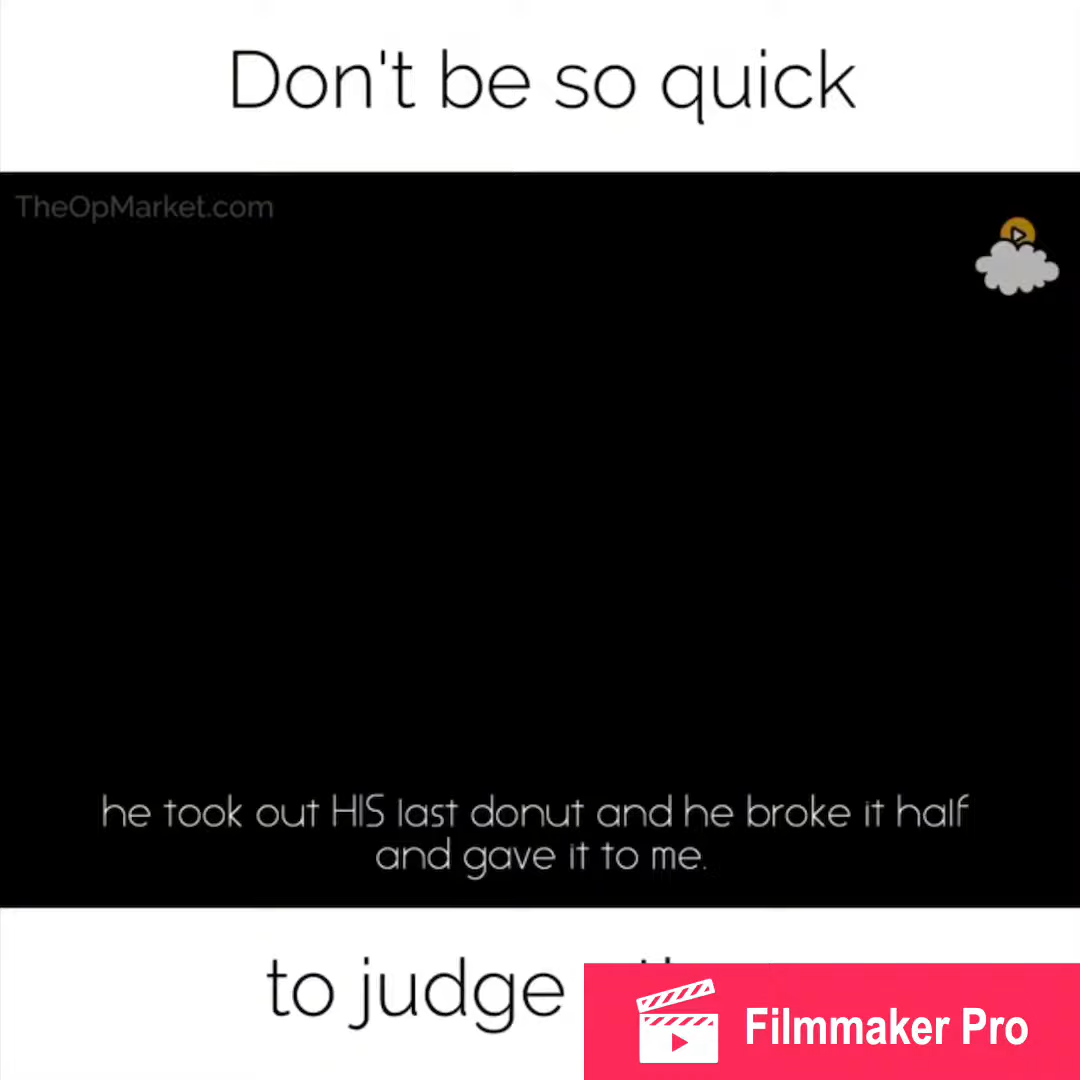 Don't be so quick
TheOpMarket.com
he took out HIS last donut and he broke it half
and gave it to me.
to judge
Filmmaker Pro